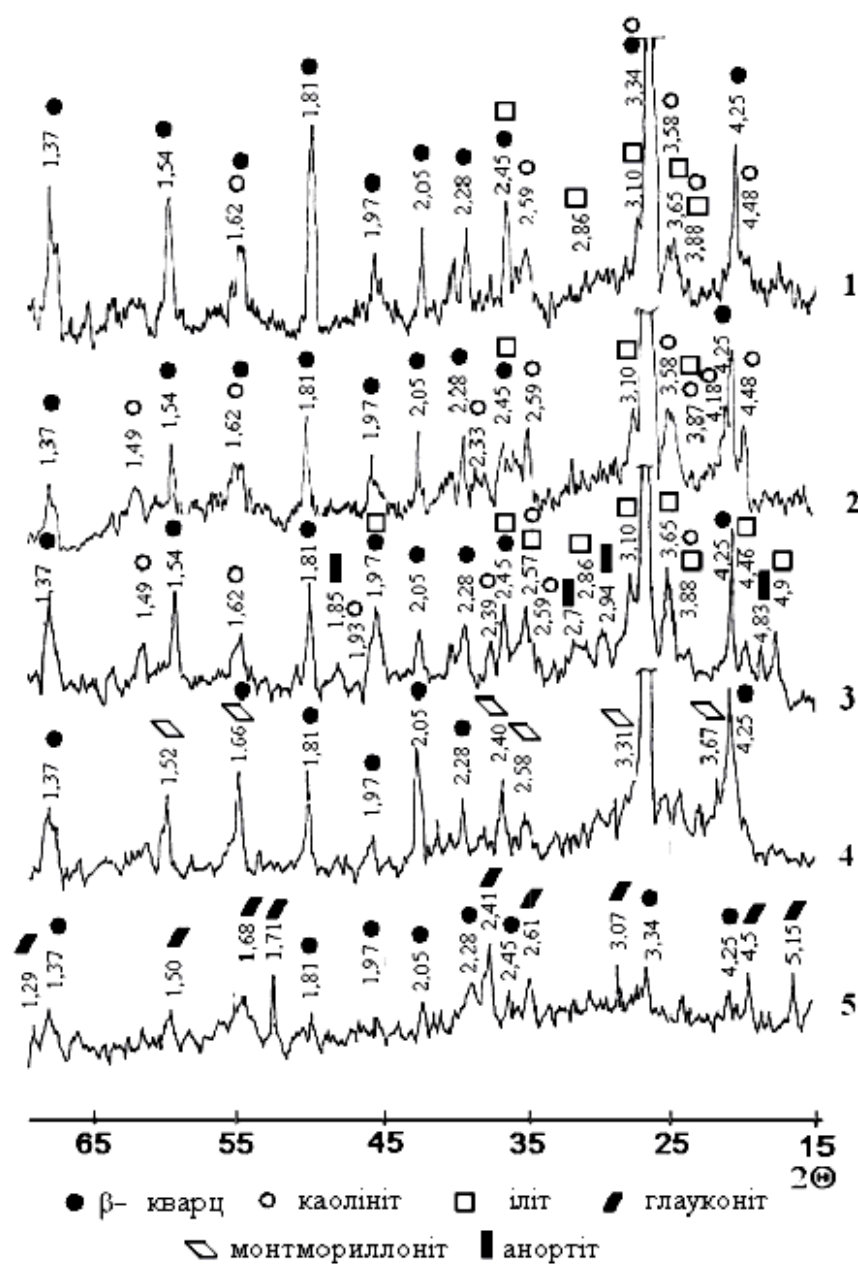 1,37 1,54 1,62 1,81 1,97 2,05 2,28 2,45 2,59 2,86 3,10 3,34 3,58 3,65 3,88 4,25 4,48 1
1,37 1,49 1,54 1,62 1,81 1,97 2,05 2,28 2,33 2,45 2,59 3,10 3,58 3,87 4,18 4,25 4,48 2
1,37 1,49 1,54 1,62 1,81 1,85 1,93 1,97 2,05 2,28 2,39 2,45 2,57 2,59 2,7 2,86 2,94 3,10 3,65 3,88 4,25 4,46 4,83 4,9 3
1,37 1,52 1.66 1,81 1,97 2,05 2,28 2,40 2,58 3,31 3,67 4,25 4
1,29 1,37 1,50 1,68 1,71 1,81 1,97 2,05 2,28 2,41 2,45 2,61 3,07 3,34 4,25 4,5 5,15 5
65 55 45 35 25 15
2Θ
β– кварц каолініт іліт глауконіт
монтмориллоніт анортіт